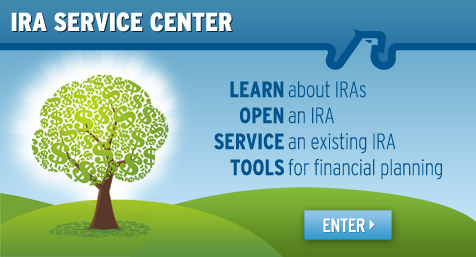 IRA SERVICE CENTER
LEARN about IRAs
OPEN an IRA
SERVICE an existing IRA
TOOLS for financial planning
ENTER